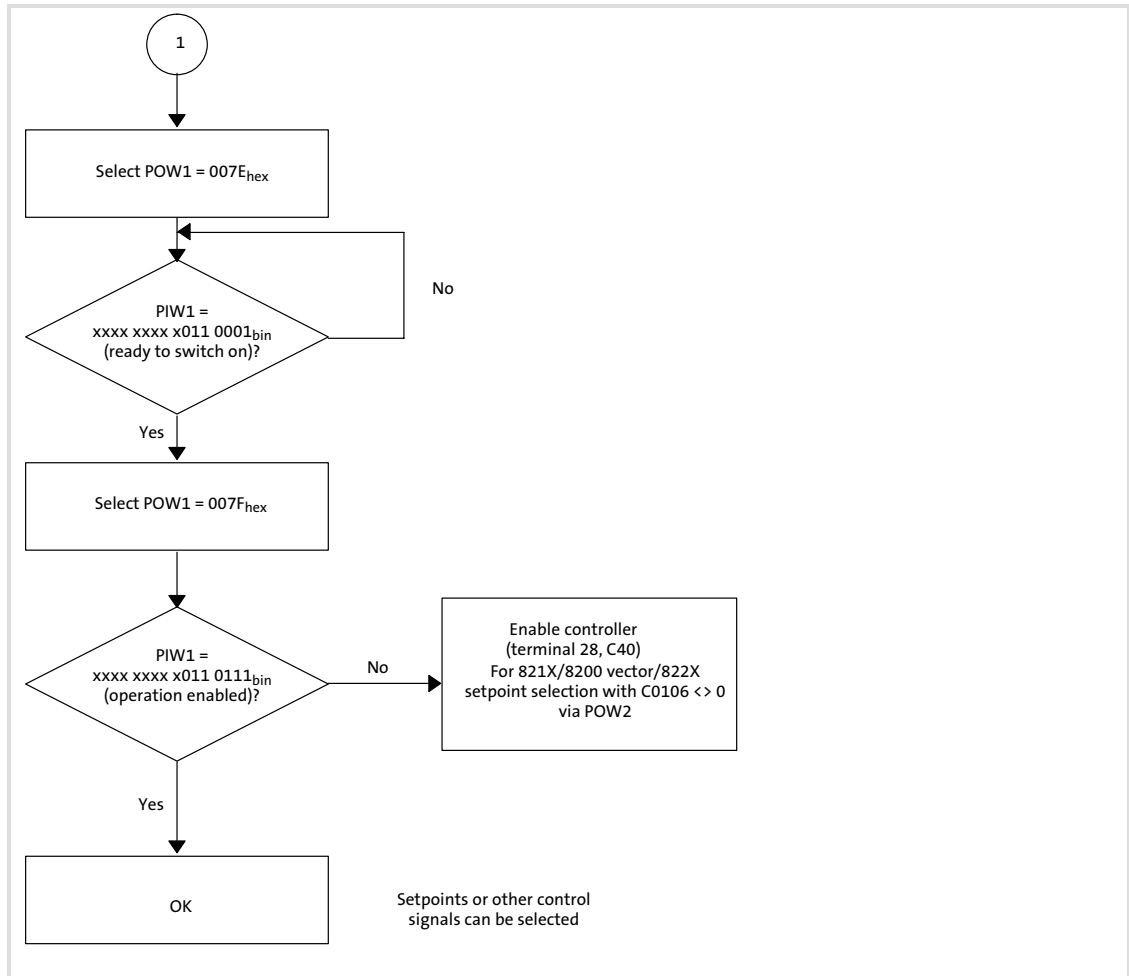 1
Select POW1 = 007Ehex
No
PIW1 =
xxxx xxxx x011 0001bin
(ready to switch on)?
Yes
Select POW1 = 007Fhex
PIW1 =
xxxx xxxx x011 0111bin
(operation enabled)?
No
Enable controller
(terminal 28, C40)
For 821X/8200 vector/822X
setpoint selection with C0106 <> 0
via POW2
Yes
OK
Setpoints or other control
signals can be selected